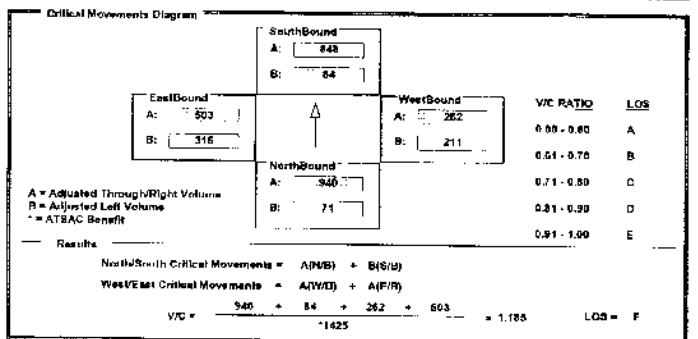 Critical Movements Diagram
SouthBound
A: 848
B: 84
EastBound
A: 503
B: 316
WestBound
A: 262
B: 211
NorthBound
A: 940
B: 71
V/C RATIO LOS
0.00 - 0.60 A
0.61 - 0.70 B
0.71 - 0.80 C
0.81 - 0.90 D
0.91 - 1.00 E
A = Adjusted Through/Right Volume
B = Adjusted Left Volume
* = ATSAC Benefit
Results
North/South Critical Movements = A(N/B) + B(S/B)
West/East Critical Movements = A(W/B) + A(E/B)
V/C = 940 + 84 + 262 + 503 = 1.185 LOS = F
*1425